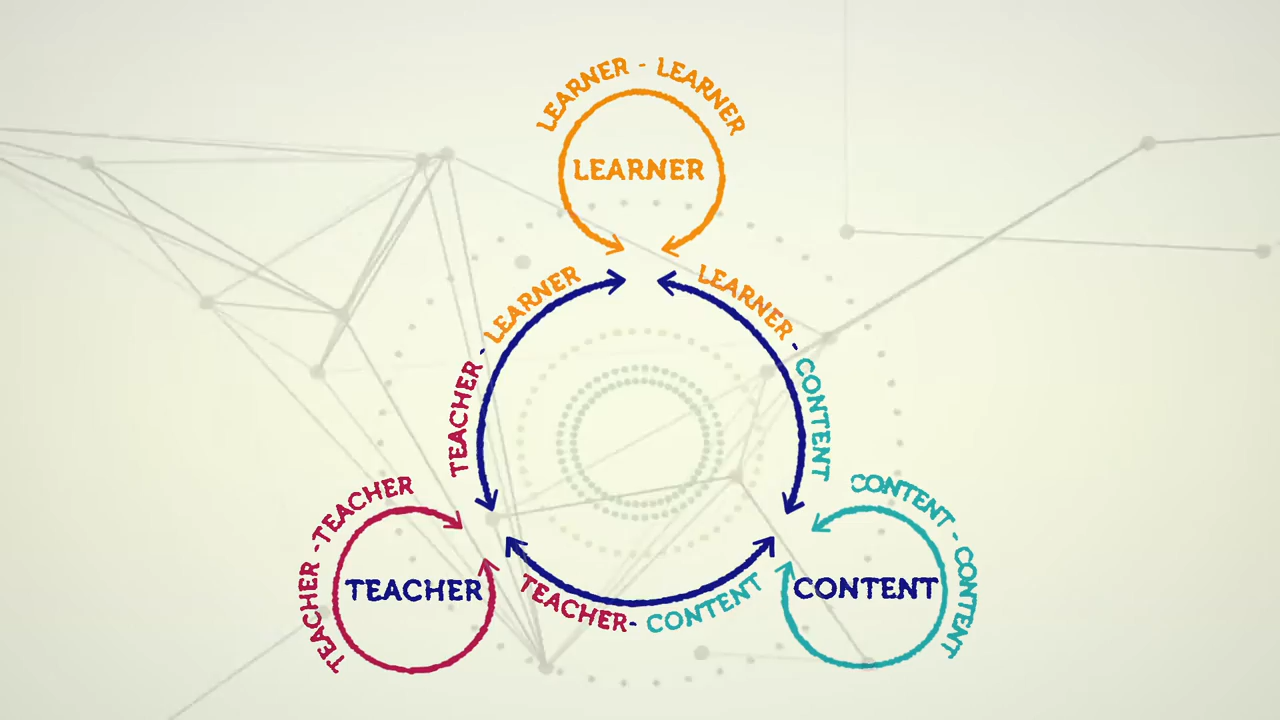 LEARNER - LEARNER
LEARNER
TEACHER - LEARNER
LEARNER - CONTENT
TEACHER - TEACHER
TEACHER
CONTENT - CONTENT
CONTENT
TEACHER - CONTENT